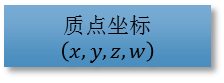 质点坐标
(x, y, z, w)